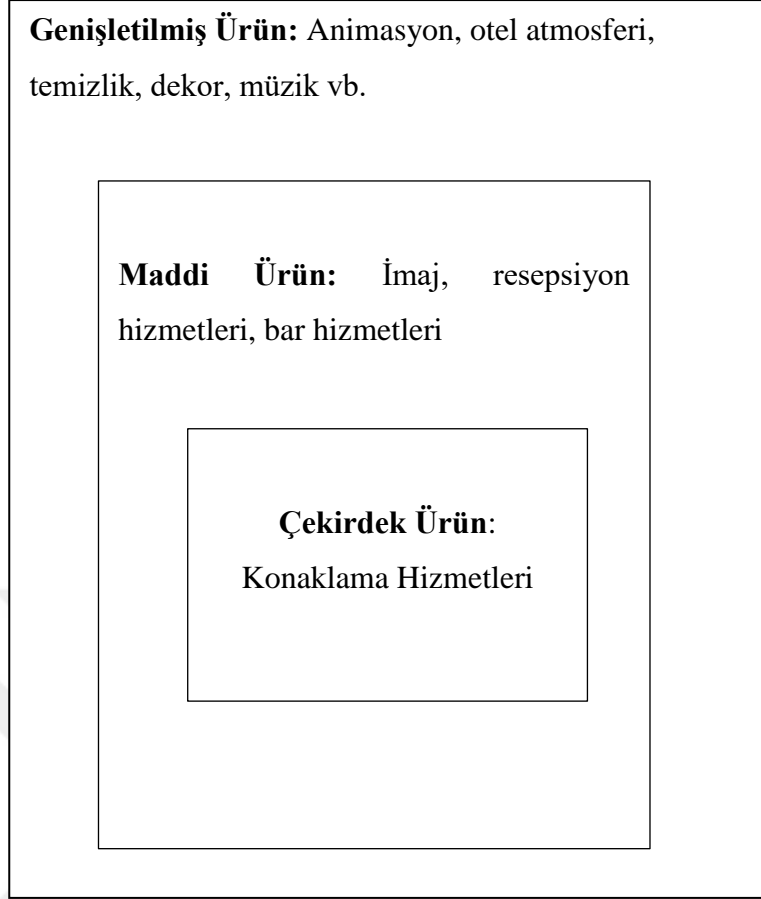 Genişletilmiş Ürün: Animasyon, otel atmosferi,
temizlik, dekor, müzik vb.
Maddi Ürün: İmaj, resepsiyon
hizmetleri, bar hizmetleri
Çekirdek Ürün:
Konaklama Hizmetleri